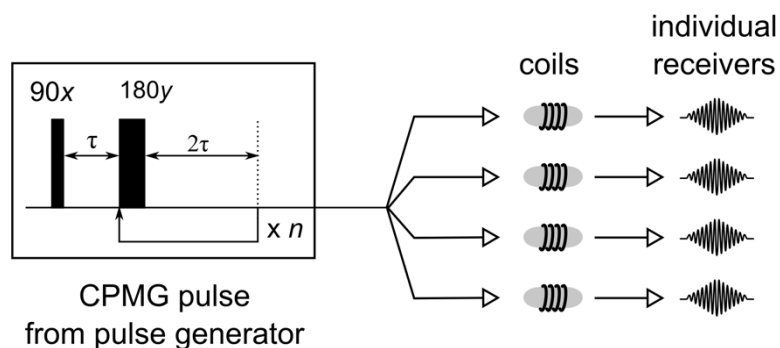 individual
receivers
coils
90x
180y
τ
2τ
x n
CPMG pulse
from pulse generator